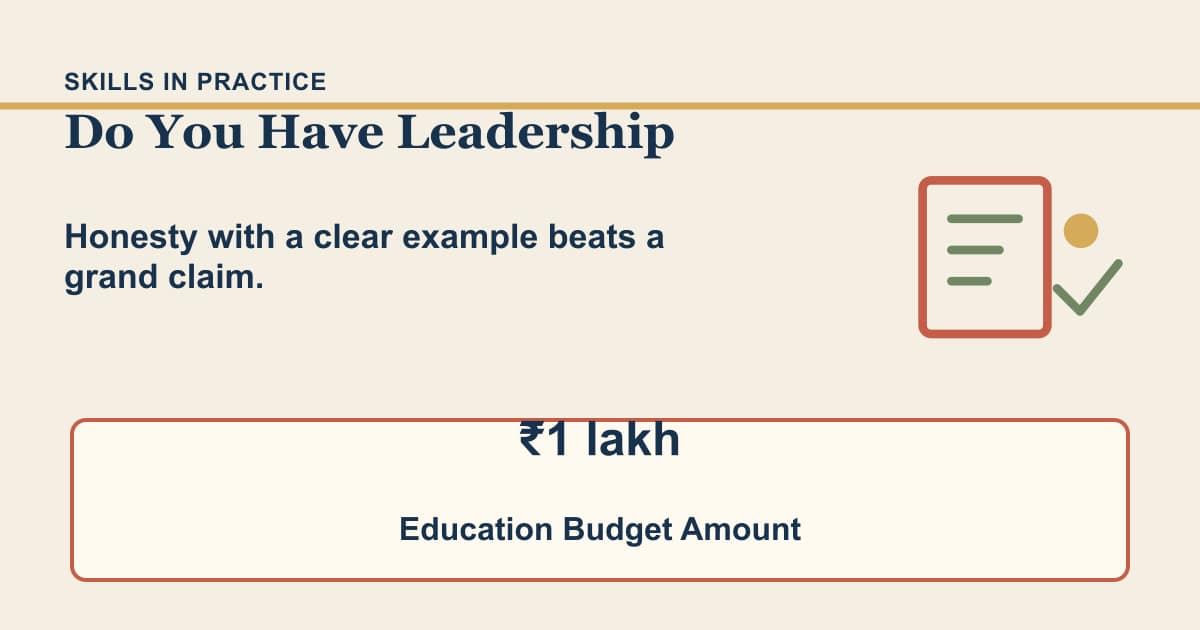 SKILLS IN PRACTICE
Do You Have Leadership
Honesty with a clear example beats a
grand claim.
₹1 lakh
Education Budget Amount